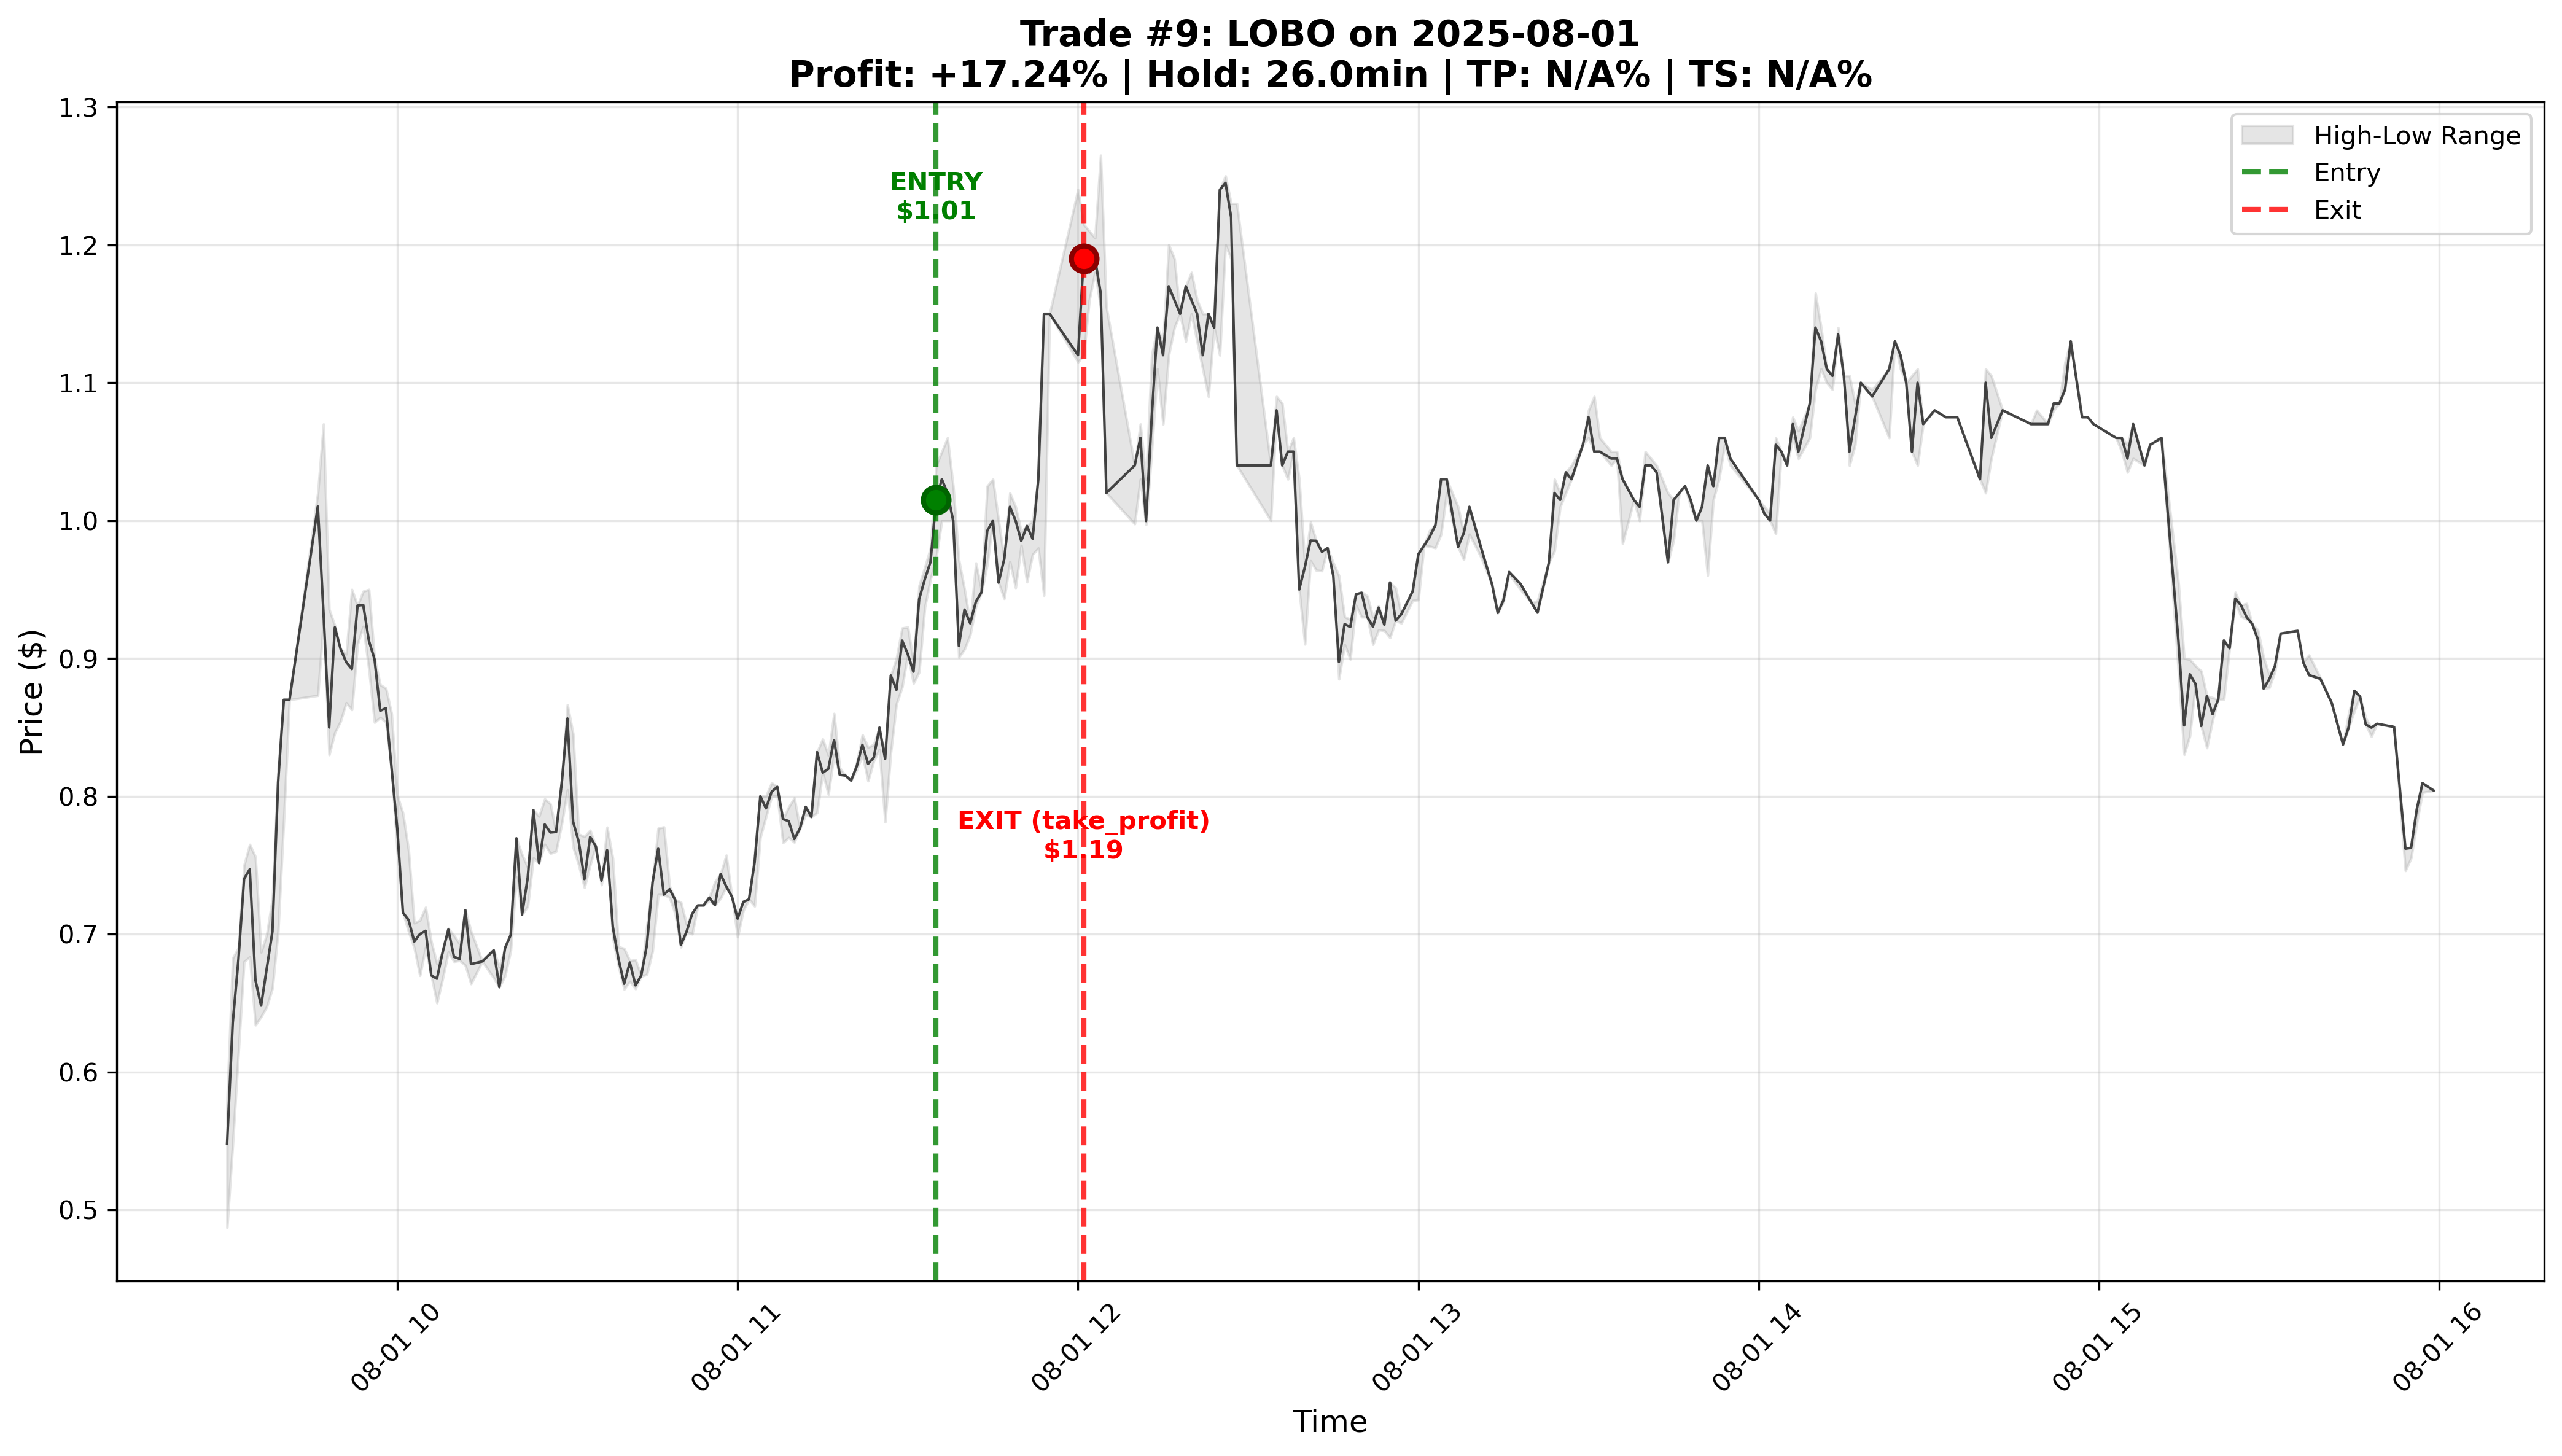 Trade #9: LOBO on 2025-08-01
Profit: +17.24% | Hold: 26.0min | TP: N/A% | TS: N/A%
High-Low Range
Entry
Exit
ENTRY
$1.01
EXIT (take_profit)
$1.19
Price ($)
1.3
1.2
1.1
1.0
0.9
0.8
0.7
0.6
0.5
08-01 10
08-01 11
08-01 12
08-01 13
08-01 14
08-01 15
08-01 16
Time